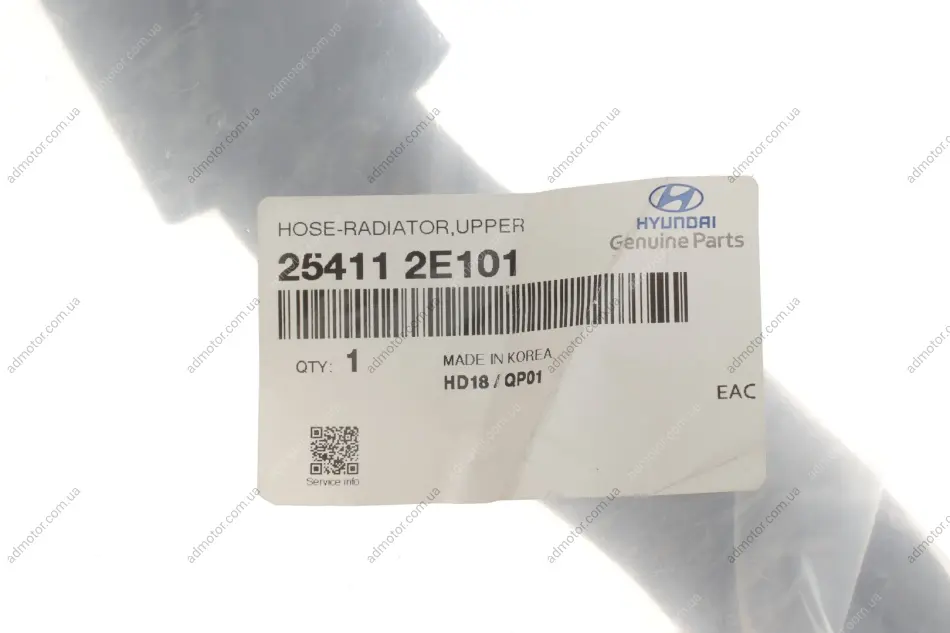 HYUNDAI
Genuine Parts
HOSE-RADIATOR,UPPER
25411 2E101
QTY: 1
MADE IN KOREA
HD18 / QP01
EAC
Service info
admotor.com.ua